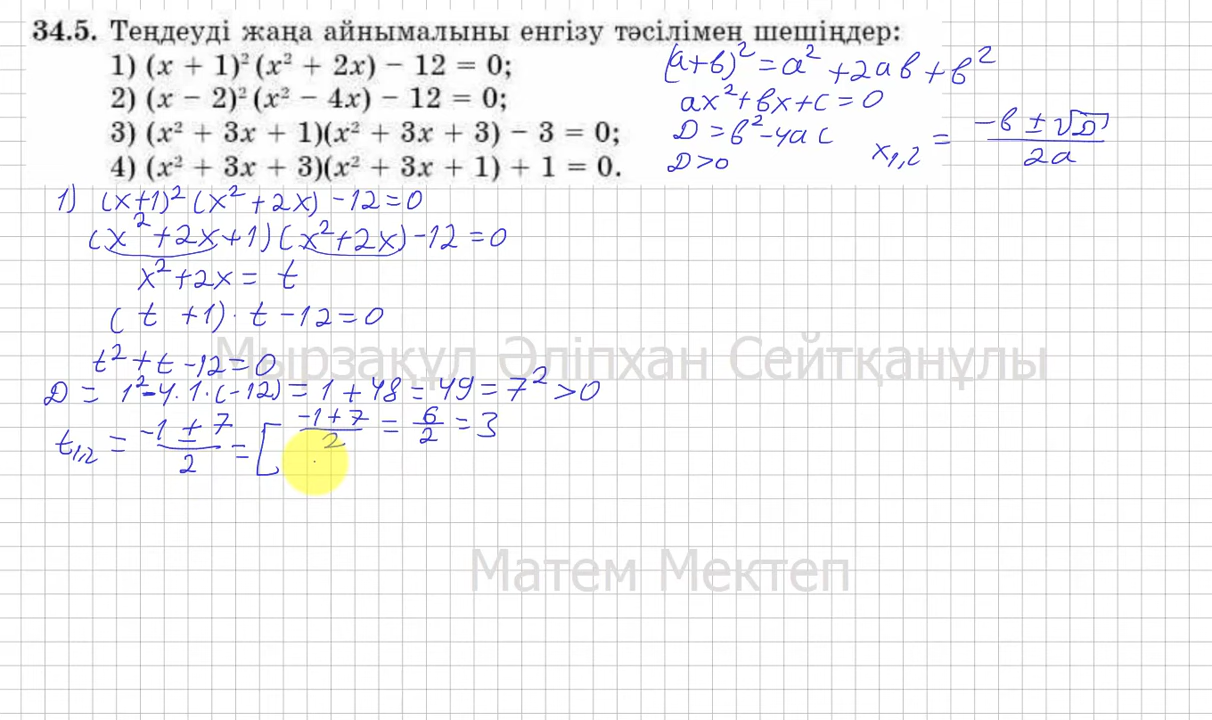 34.5. Теңдеуді жаңа айнымалыны енгізу тәсілімен шешіңдер:
1) (x + 1)² (x² + 2x) − 12 = 0;
2) (x − 2)² (x² − 4x) − 12 = 0;
3) (x² + 3x + 1)(x² + 3x + 3) − 3 = 0;
4) (x² + 3x + 3)(x² + 3x + 1) + 1 = 0.
(a+b)² = a² + 2ab + b²
ax² + bx + c = 0
D = b² - 4ac
D > 0
x₁,₂ = (-b ± √D) / 2a
1) (x+1)² (x² + 2x) - 12 = 0
(x² + 2x + 1) (x² + 2x) - 12 = 0
x² + 2x = t
( t + 1) · t - 12 = 0
t² + t - 12 = 0
D = 1² - 4 · 1 · (-12) = 1 + 48 = 49 = 7² > 0
t₁,₂ = (-1 ± 7) / 2 = [ (-1 + 7) / 2 = 6 / 2 = 3
Мырзақұл Әліпхан Сейтқанұлы
Матем Мектеп